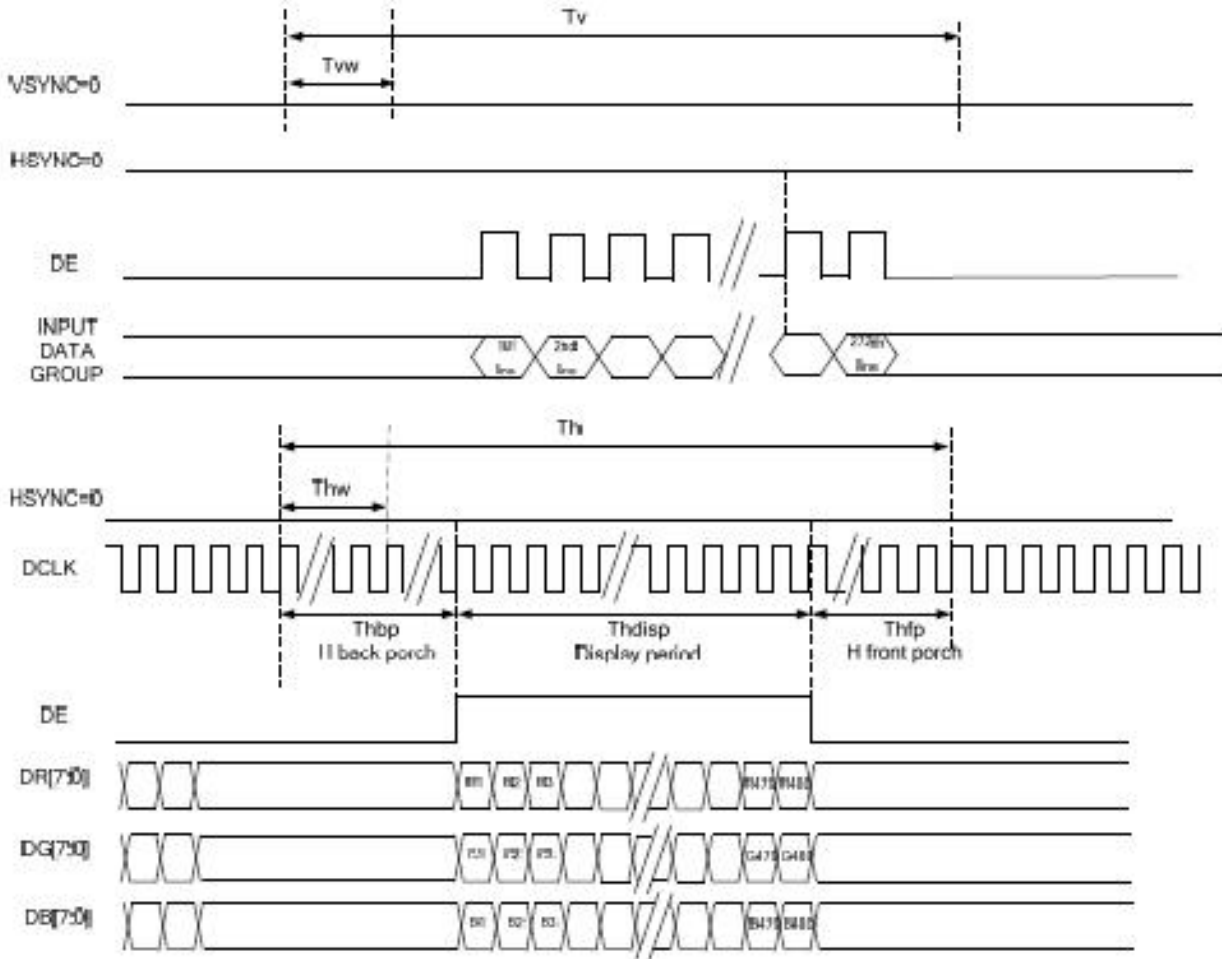 Tv
Tvw
VSYNC=0
HSYNC=0
DE
INPUT
DATA
GROUP
1st
line
2nd
line
272th
line
Th
Thw
HSYNC=0
DCLK
Thbp
H back porch
Thdisp
Display period
Thfp
H front porch
DE
DR[7:0]
R1 R2 R3 R479 R480
DG[7:0]
G1 G2 G3 G479 G480
DB[7:0]
B1 B2 B3 B479 B480